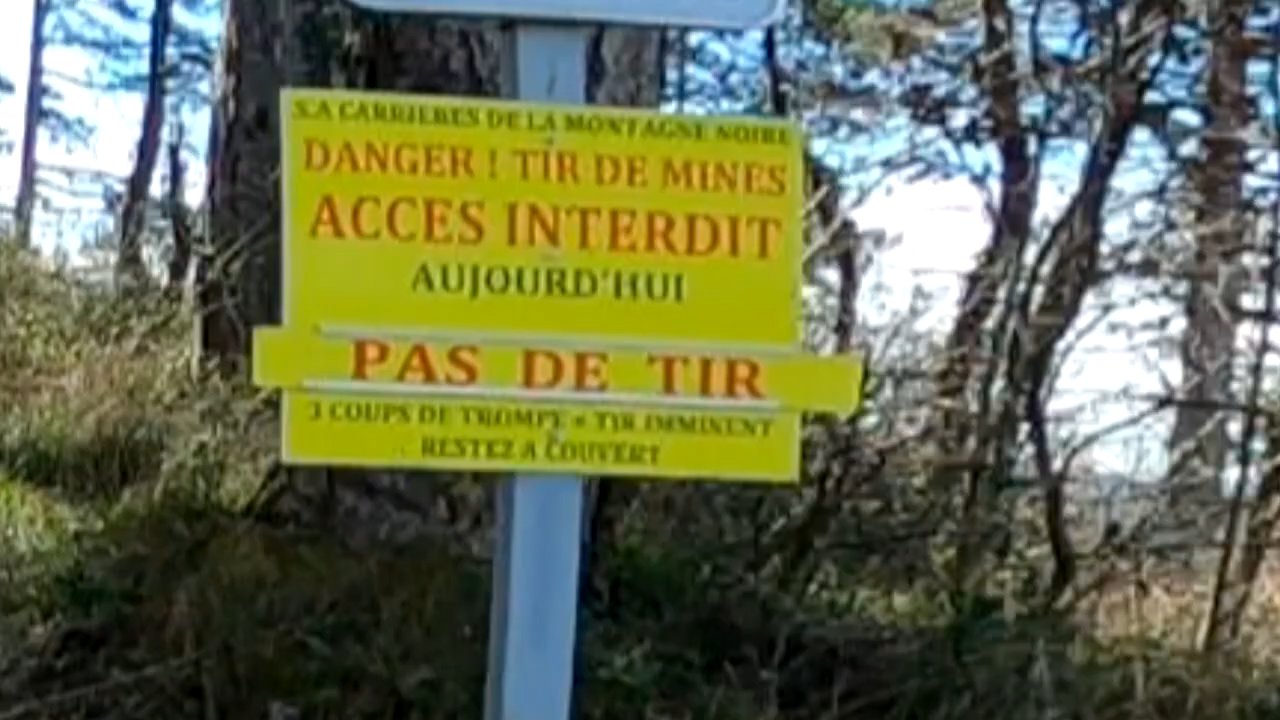 S.A CARRIERES DE LA MONTAGNE NOIRE
DANGER ! TIR DE MINES
ACCES INTERDIT
AUJOURD'HUI
PAS DE TIR
3 COUPS DE TROMPE = TIR IMMINENT
RESTEZ A COUVERT